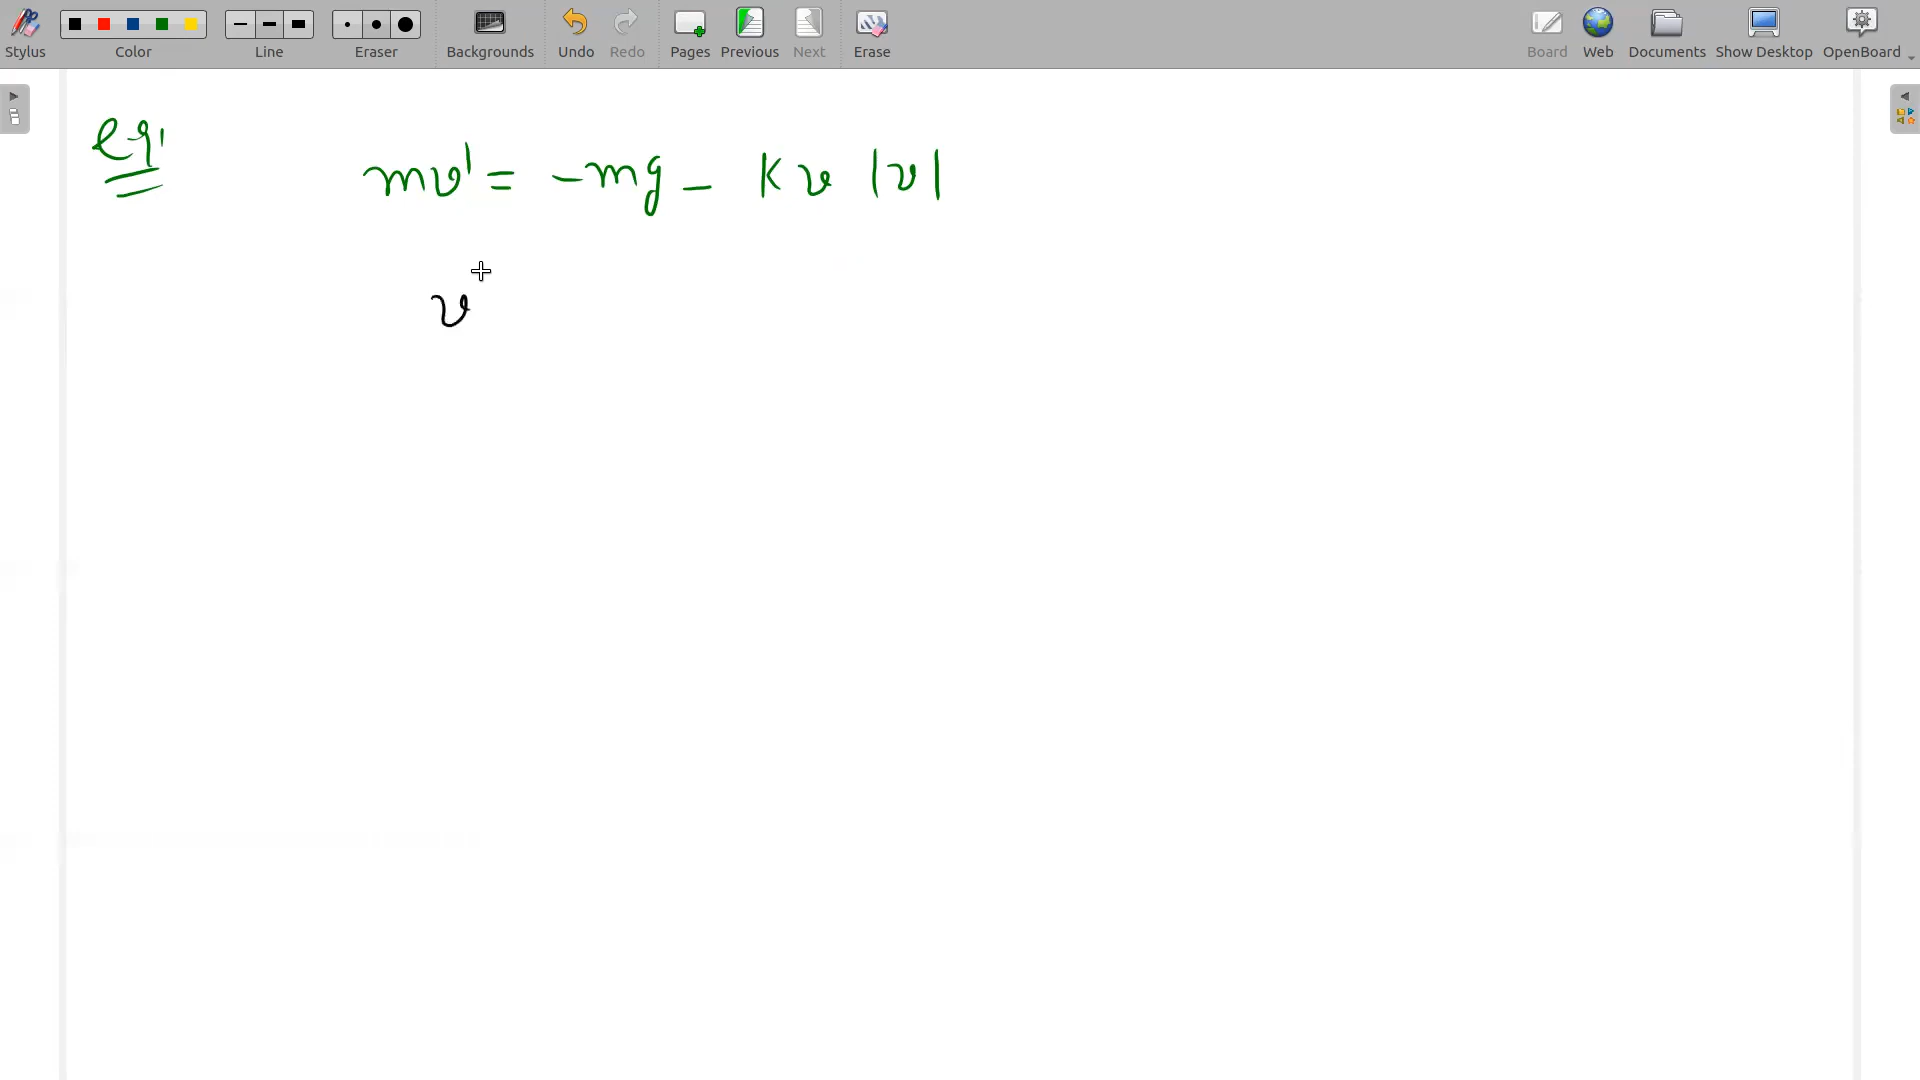 Stylus Color Line Eraser Backgrounds Undo Redo Pages Previous Next Erase Board Web Documents Show Desktop OpenBoard
eg,
mv' = -mg - Kv |v|
v